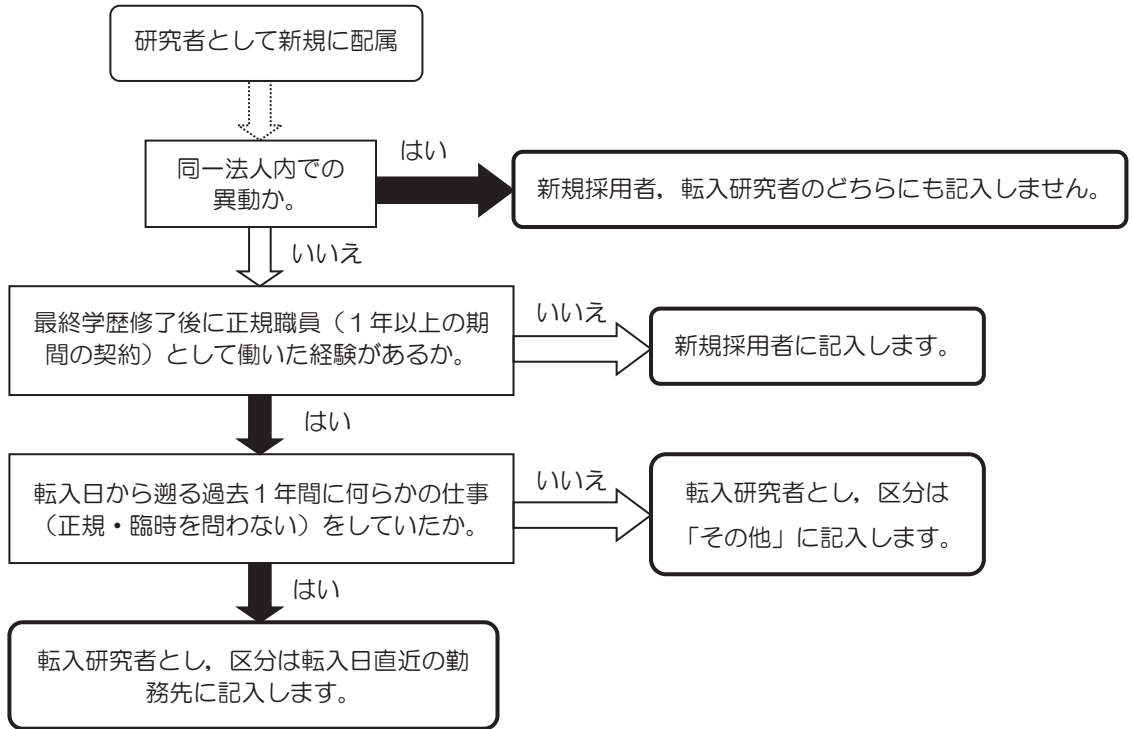 研究者として新規に配属
同一法人内での
異動か。
はい
新規採用者，転入研究者のどちらにも記入しません。
いいえ
最終学歴修了後に正規職員（１年以上の期
間の契約）として働いた経験があるか。
いいえ
新規採用者に記入します。
はい
転入日から遡る過去１年間に何らかの仕事
（正規・臨時を問わない）をしていたか。
いいえ
転入研究者とし，区分は
「その他」に記入します。
はい
転入研究者とし，区分は転入日直近の勤
務先に記入します。